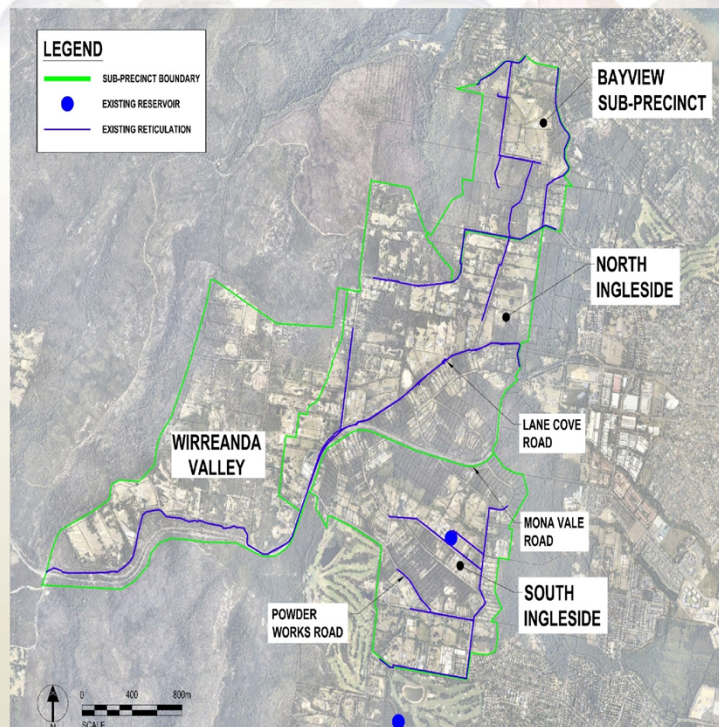 LEGEND
SUB-PRECINCT BOUNDARY
EXISTING RESERVOIR
EXISTING RETICULATION
BAYVIEW
SUB-PRECINCT
NORTH
INGLESIDE
LANE COVE
ROAD
WIRREANDA
VALLEY
MONA VALE
ROAD
SOUTH
INGLESIDE
POWDER
WORKS ROAD
0 400 800m
SCALE
N